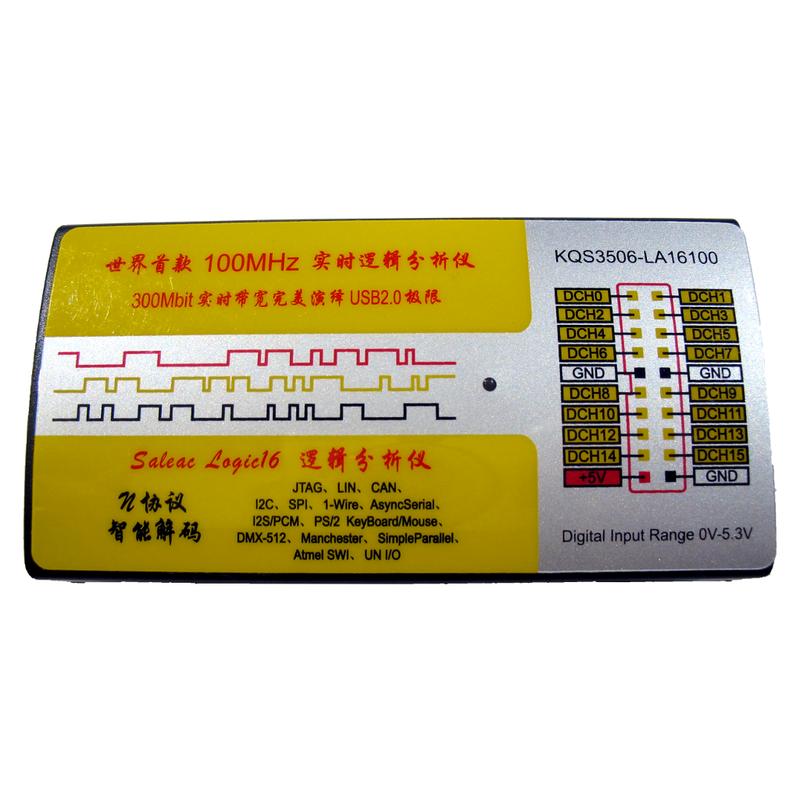 世界首款 100MHz 实时逻辑分析仪
300Mbit 实时带宽完美演绎 USB2.0 极限
Saleac Logic16 逻辑分析仪
n协议
智能解码
JTAG、LIN、CAN、
I2C、SPI、1-Wire、AsyncSerial、
I2S/PCM、PS/2 KeyBoard/Mouse、
DMX-512、Manchester、SimpleParallel、
Atmel SWI、UN I/O
KQS3506-LA16100
DCH0 DCH1
DCH2 DCH3
DCH4 DCH5
DCH6 DCH7
GND GND
DCH8 DCH9
DCH10 DCH11
DCH12 DCH13
DCH14 DCH15
+5V GND
Digital Input Range 0V-5.3V